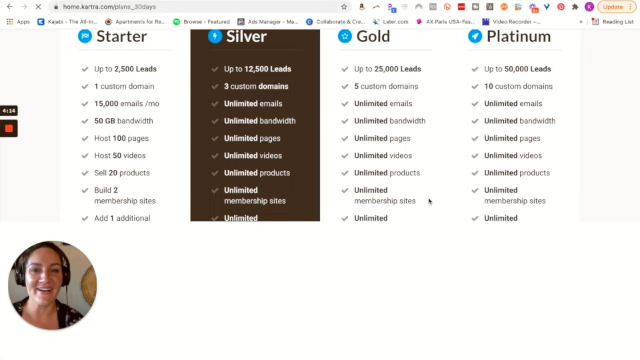 home.kartra.com/plans_30days
Update
Apps
Kajabi | The All-In...
CONTENT
Browse - Featured
Ads Manager - Ma...
Collaborate & Cre...
Later.com
AX Paris USA-Fas...
Video Recorder –...
Reading List
Starter
Up to 2,500 Leads
1 custom domain
15,000 emails /mo
50 GB bandwidth
Host 100 pages
Host 50 videos
Sell 20 products
Build 2
membership sites
Add 1 additional
Silver
Up to 12,500 Leads
3 custom domains
Unlimited emails
Unlimited bandwidth
Unlimited pages
Unlimited videos
Unlimited products
Unlimited
membership sites
Unlimited
Gold
Up to 25,000 Leads
5 custom domains
Unlimited emails
Unlimited bandwidth
Unlimited pages
Unlimited videos
Unlimited products
Unlimited
membership sites
Unlimited
Platinum
Up to 50,000 Leads
10 custom domains
Unlimited emails
Unlimited bandwidth
Unlimited pages
Unlimited videos
Unlimited products
Unlimited
membership sites
Unlimited
4:14